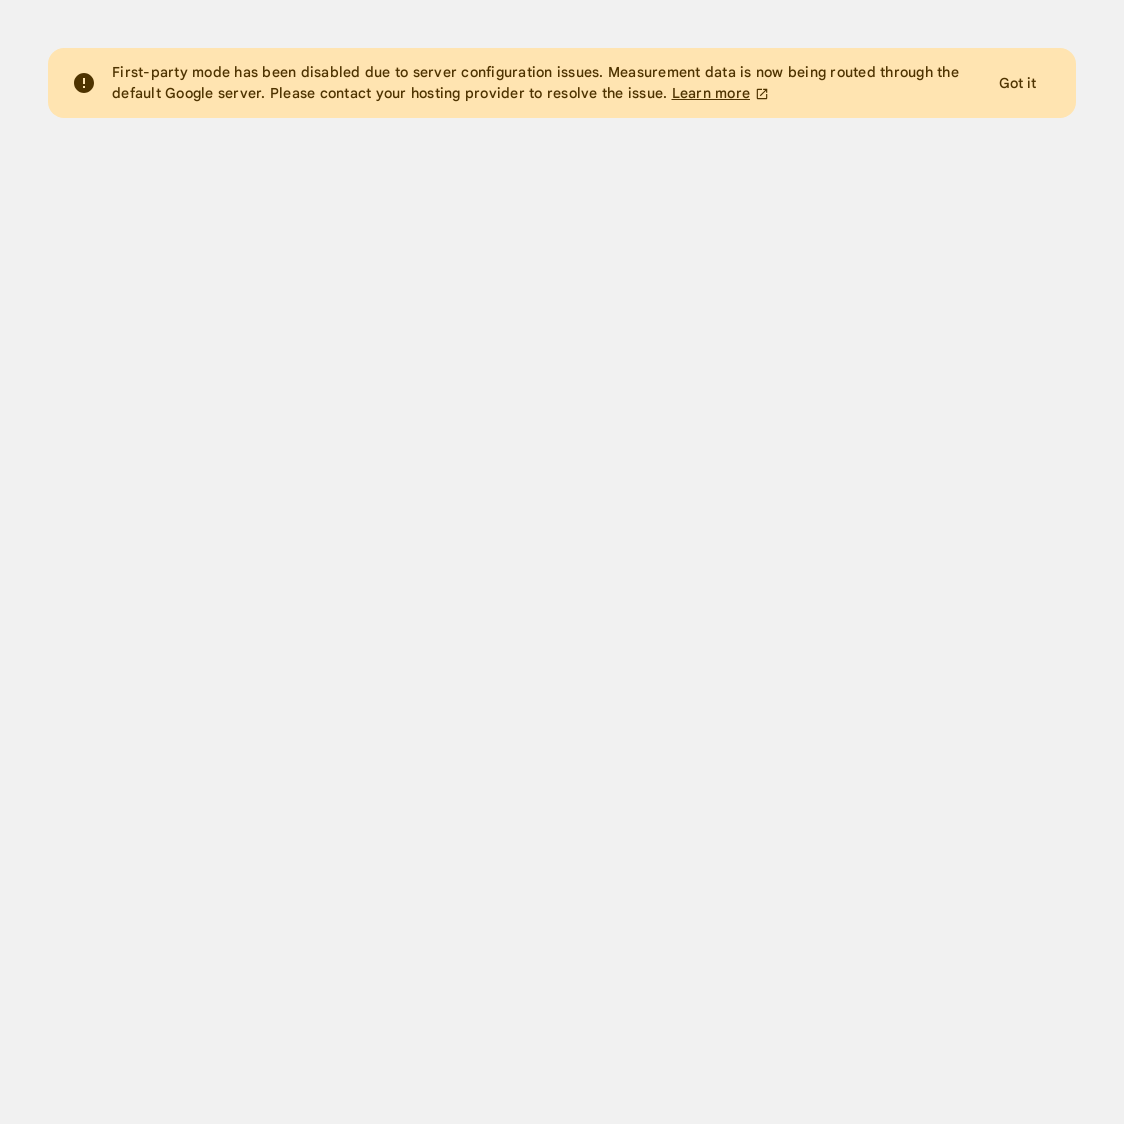 First-party mode has been disabled due to server configuration issues. Measurement data is now being routed through the
default Google server. Please contact your hosting provider to resolve the issue. Learn more
Got it